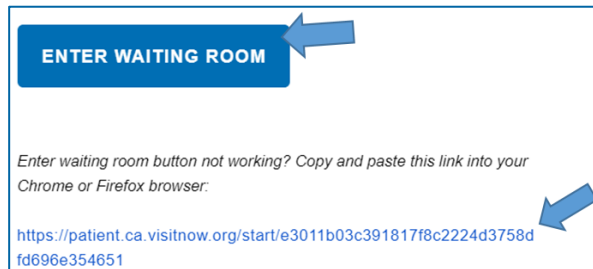 ENTER WAITING ROOM
Enter waiting room button not working? Copy and paste this link into your
Chrome or Firefox browser:
https://patient.ca.visitnow.org/start/e3011b03c391817f8c2224d3758d
fd696e354651